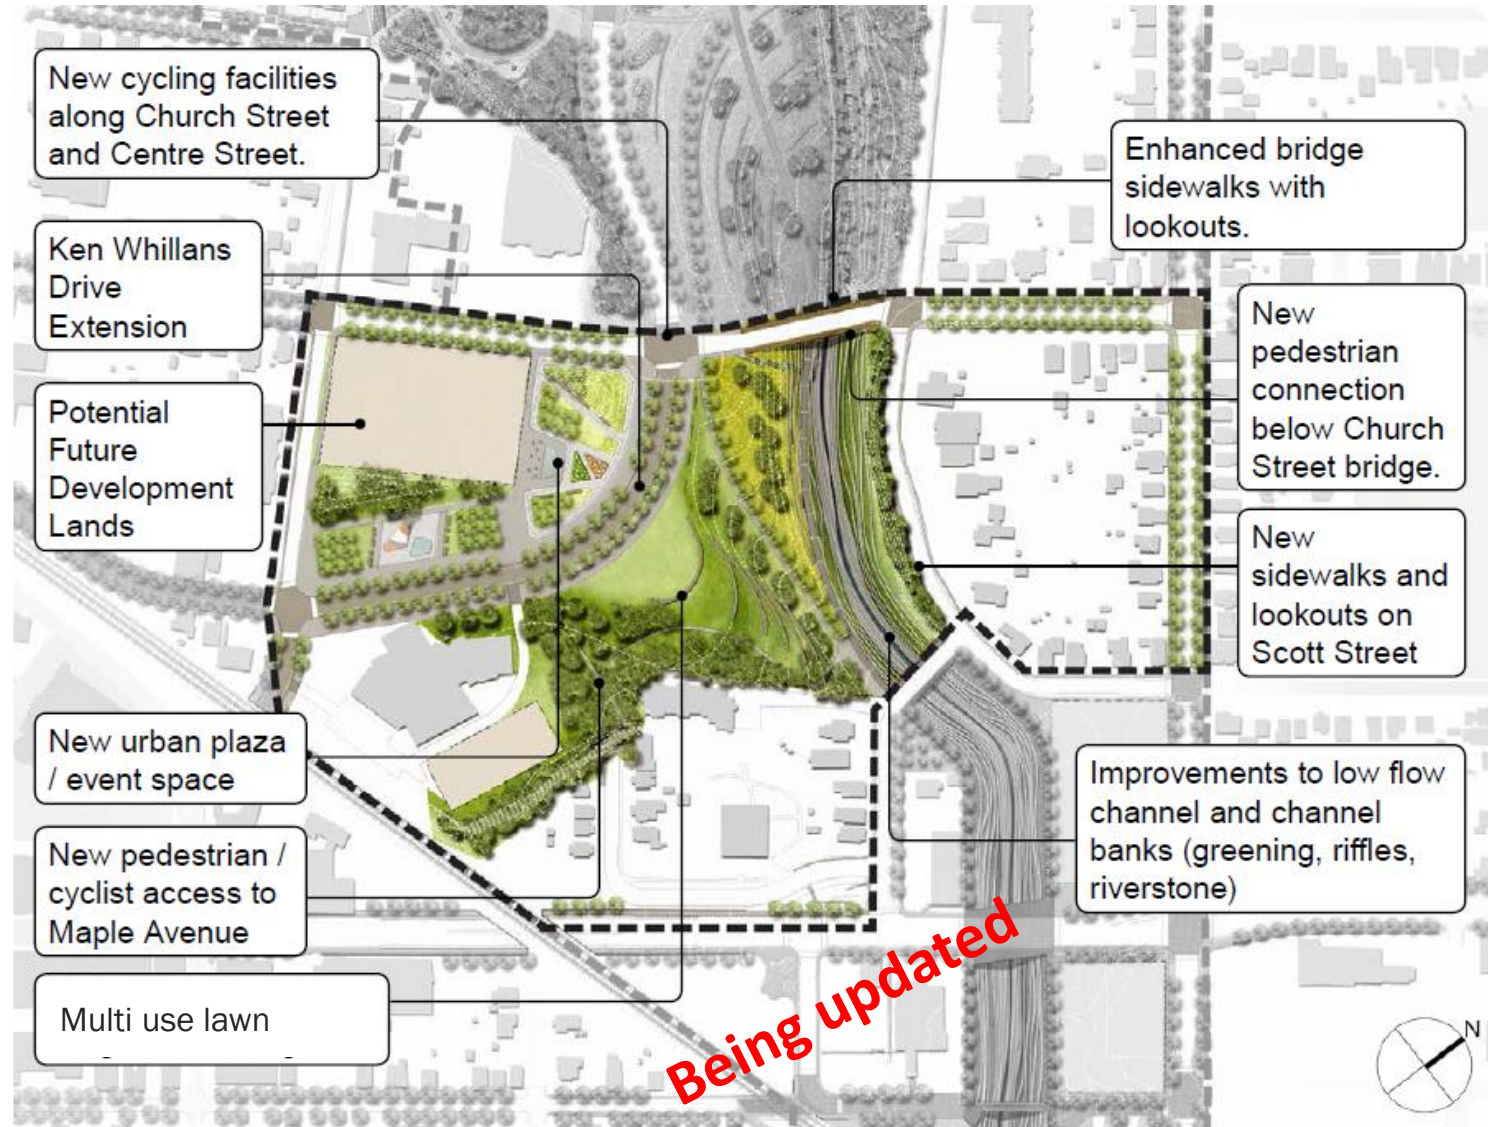 New cycling facilities
along Church Street
and Centre Street.
Ken Whillans
Drive
Extension
Potential
Future
Development
Lands
New urban plaza
/ event space
New pedestrian /
cyclist access to
Maple Avenue
Multi use lawn
Enhanced bridge
sidewalks with
lookouts.
New
pedestrian
connection
below Church
Street bridge.
New
sidewalks and
lookouts on
Scott Street
Improvements to low flow
channel and channel
banks (greening, riffles,
riverstone)
Being updated
N